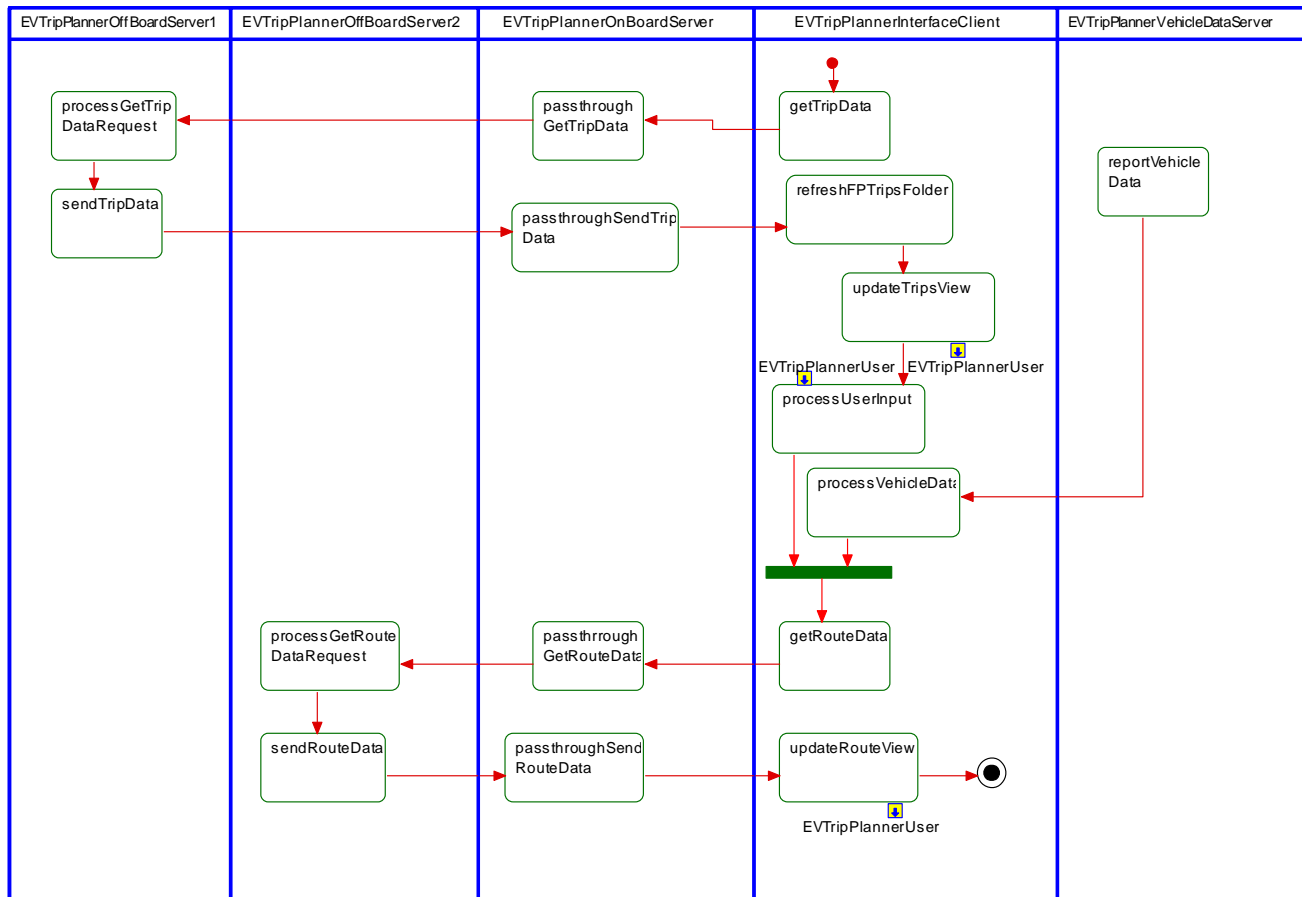 EVTripPlannerOffBoardServer1
EVTripPlannerOffBoardServer2
EVTripPlannerOnBoardServer
EVTripPlannerInterfaceClient
EVTripPlannerVehicleDataServer
processGetTrip
DataRequest
passthrough
GetTripData
getTripData
reportVehicle
Data
sendTripData
passthroughSendTrip
Data
refreshFPTripsFolder
updateTripsView
EVTripPlannerUser
EVTripPlannerUser
processUserInput
processVehicleData
processGetRoute
DataRequest
passthrrough
GetRouteData
getRouteData
sendRouteData
passthroughSend
RouteData
updateRouteView
EVTripPlannerUser